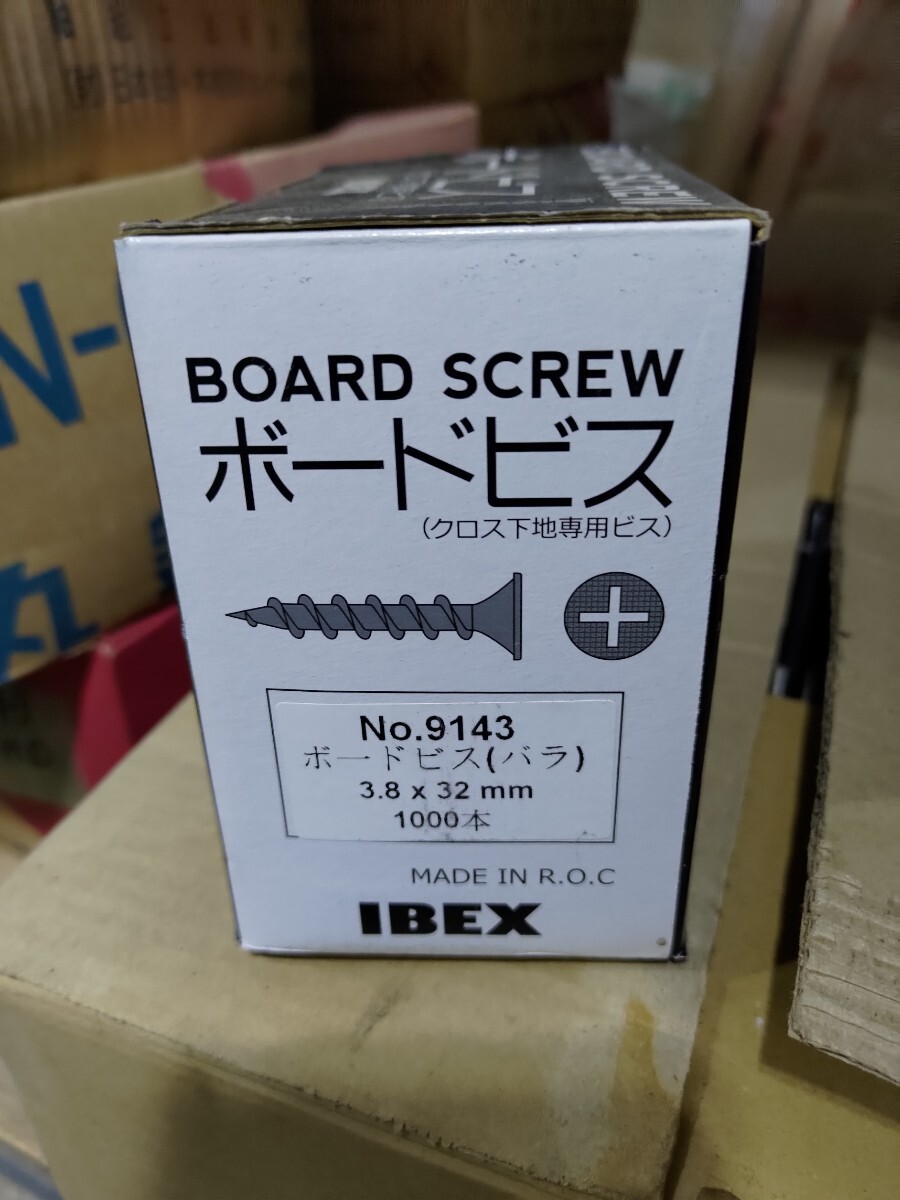 BOARD SCREW
ボードビス
(クロス下地専用ビス)
No.9143
ボードビス(バラ)
3.8 x 32 mm
1000本
MADE IN R.O.C
IBEX